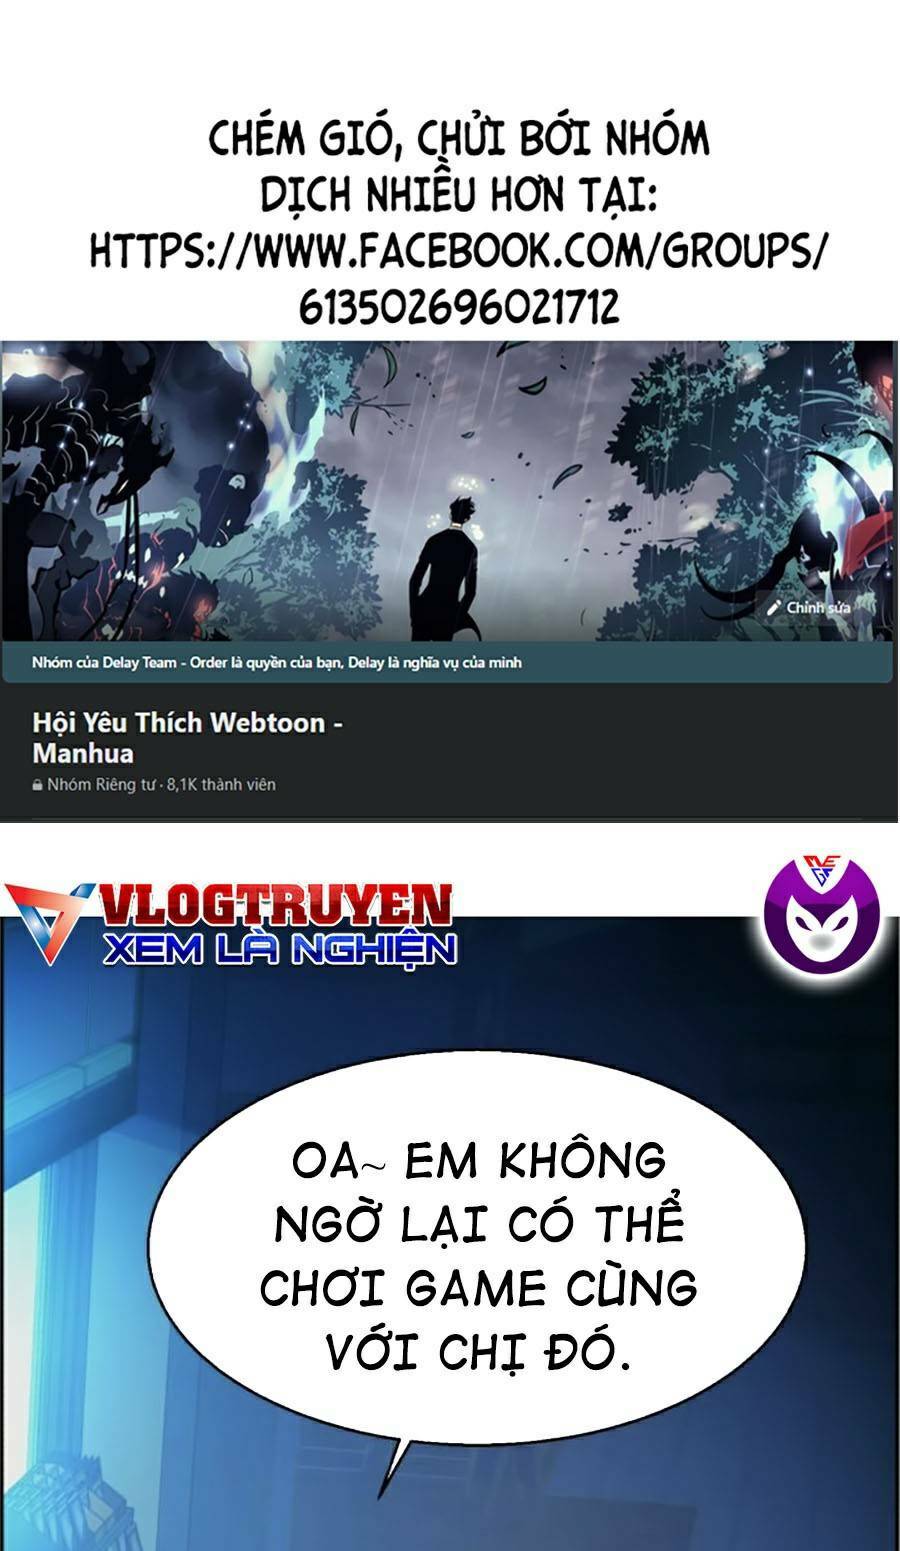 CHÉM GIÓ, CHỬI BỚI NHÓM
DỊCH NHIỀU HƠN TẠI:
HTTPS://WWW.FACEBOOK.COM/GROUPS/
613502696021712
Chỉnh sửa
Nhóm của Delay Team - Order là quyền của bạn, Delay là nghĩa vụ của mình
Hội Yêu Thích Webtoon -
Manhua
Nhóm Riêng tư · 8,1K thành viên
VLOGTRUYEN
XEM LÀ NGHIỆN
OA~ EM KHÔNG
NGỜ LẠI CÓ THỂ
CHƠI GAME CÙNG
VỚI CHỊ ĐÓ.